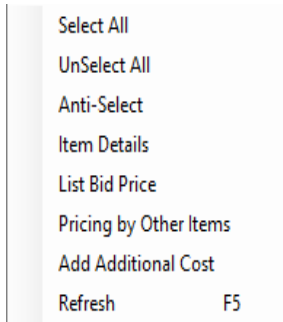 Select All
UnSelect All
Anti-Select
Item Details
List Bid Price
Pricing by Other Items
Add Additional Cost
Refresh F5